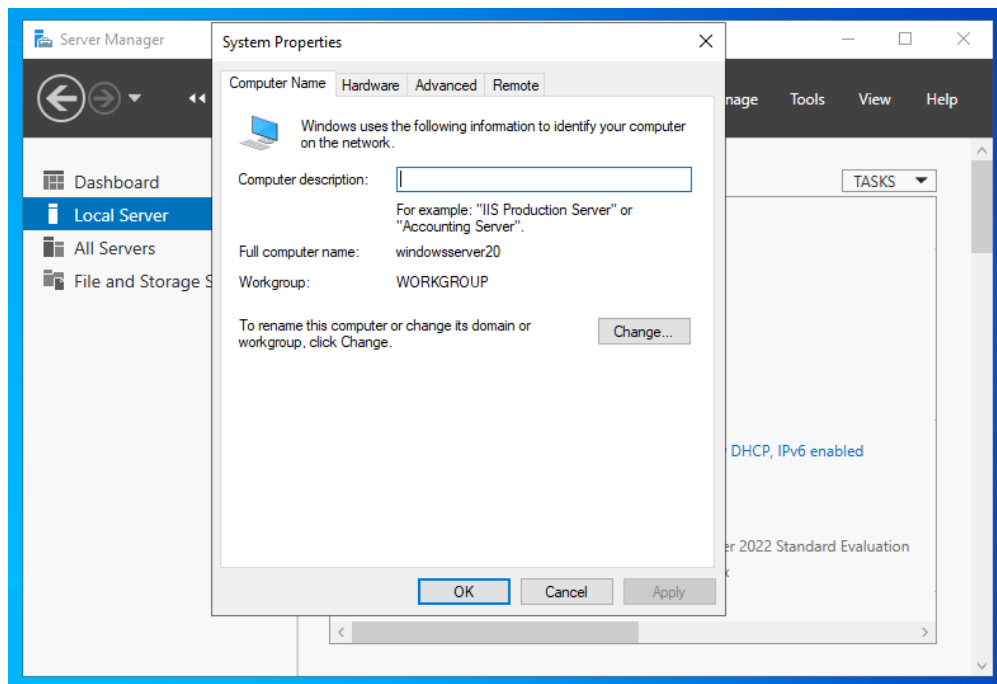 Server Manager
System Properties
Computer Name Hardware Advanced Remote
Manage Tools View Help
Windows uses the following information to identify your computer
on the network.
Dashboard
Local Server
All Servers
File and Storage S
Computer description:
For example: "IIS Production Server" or
"Accounting Server".
Full computer name: windowsserver20
Workgroup: WORKGROUP
To rename this computer or change its domain or
workgroup, click Change.
Change...
OK Cancel Apply
TASKS
DHCP, IPv6 enabled
er 2022 Standard Evaluation